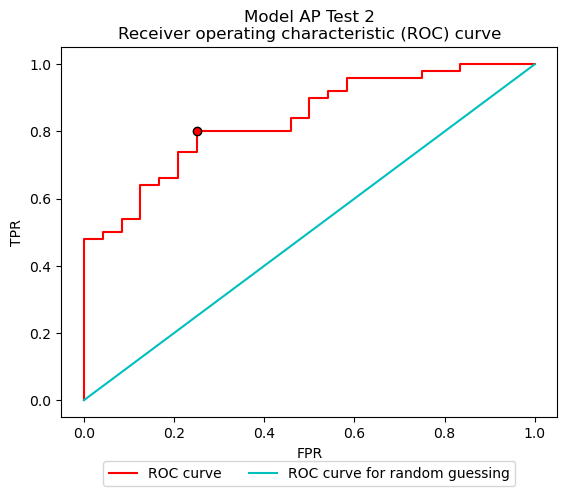 Model AP Test 2
Receiver operating characteristic (ROC) curve
1.0
0.8
0.6
0.4
0.2
0.0
TPR
0.0 0.2 0.4 0.6 0.8 1.0
FPR
ROC curve ROC curve for random guessing